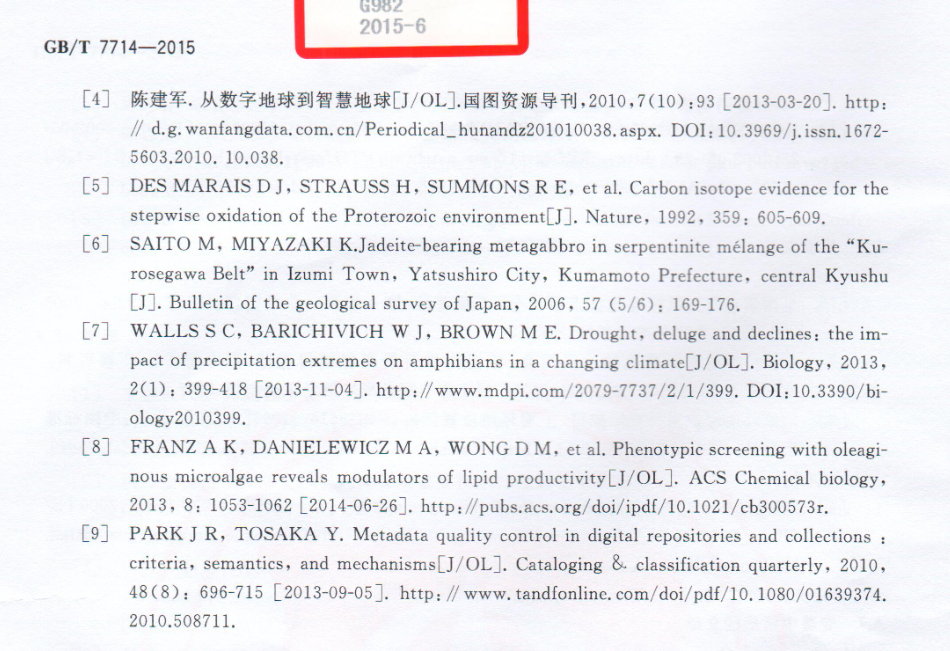 G982
2015-6
GB/T 7714—2015
[4] 陈建军. 从数字地球到智慧地球[J/OL].国图资源导刊,2010,7(10):93 [2013-03-20]. http:
// d.g.wanfangdata.com.cn/Periodical_hunandz201010038.aspx. DOI:10.3969/j.issn.1672-
5603.2010. 10.038.
[5] DES MARAIS D J, STRAUSS H, SUMMONS R E, et al. Carbon isotope evidence for the
stepwise oxidation of the Proterozoic environment[J]. Nature, 1992, 359: 605-609.
[6] SAITO M, MIYAZAKI K.Jadeite-bearing metagabbro in serpentinite mélange of the “Ku-
rosegawa Belt” in Izumi Town, Yatsushiro City, Kumamoto Prefecture, central Kyushu
[J]. Bulletin of the geological survey of Japan, 2006, 57 (5/6): 169-176.
[7] WALLS S C, BARICHIVICH W J, BROWN M E. Drought, deluge and declines: the im-
pact of precipitation extremes on amphibians in a changing climate[J/OL]. Biology, 2013,
2(1): 399-418 [2013-11-04]. http://www.mdpi.com/2079-7737/2/1/399. DOI:10.3390/bi-
ology2010399.
[8] FRANZ A K, DANIELEWICZ M A, WONG D M, et al. Phenotypic screening with oleagi-
nous microalgae reveals modulators of lipid productivity[J/OL]. ACS Chemical biology,
2013, 8: 1053-1062 [2014-06-26]. http://pubs.acs.org/doi/ipdf/10.1021/cb300573r.
[9] PARK J R, TOSAKA Y. Metadata quality control in digital repositories and collections :
criteria, semantics, and mechanisms[J/OL]. Cataloging & classification quarterly, 2010,
48(8): 696-715 [2013-09-05]. http: // www. tandfonline. com/doi/pdf/10. 1080/01639374.
2010.508711.